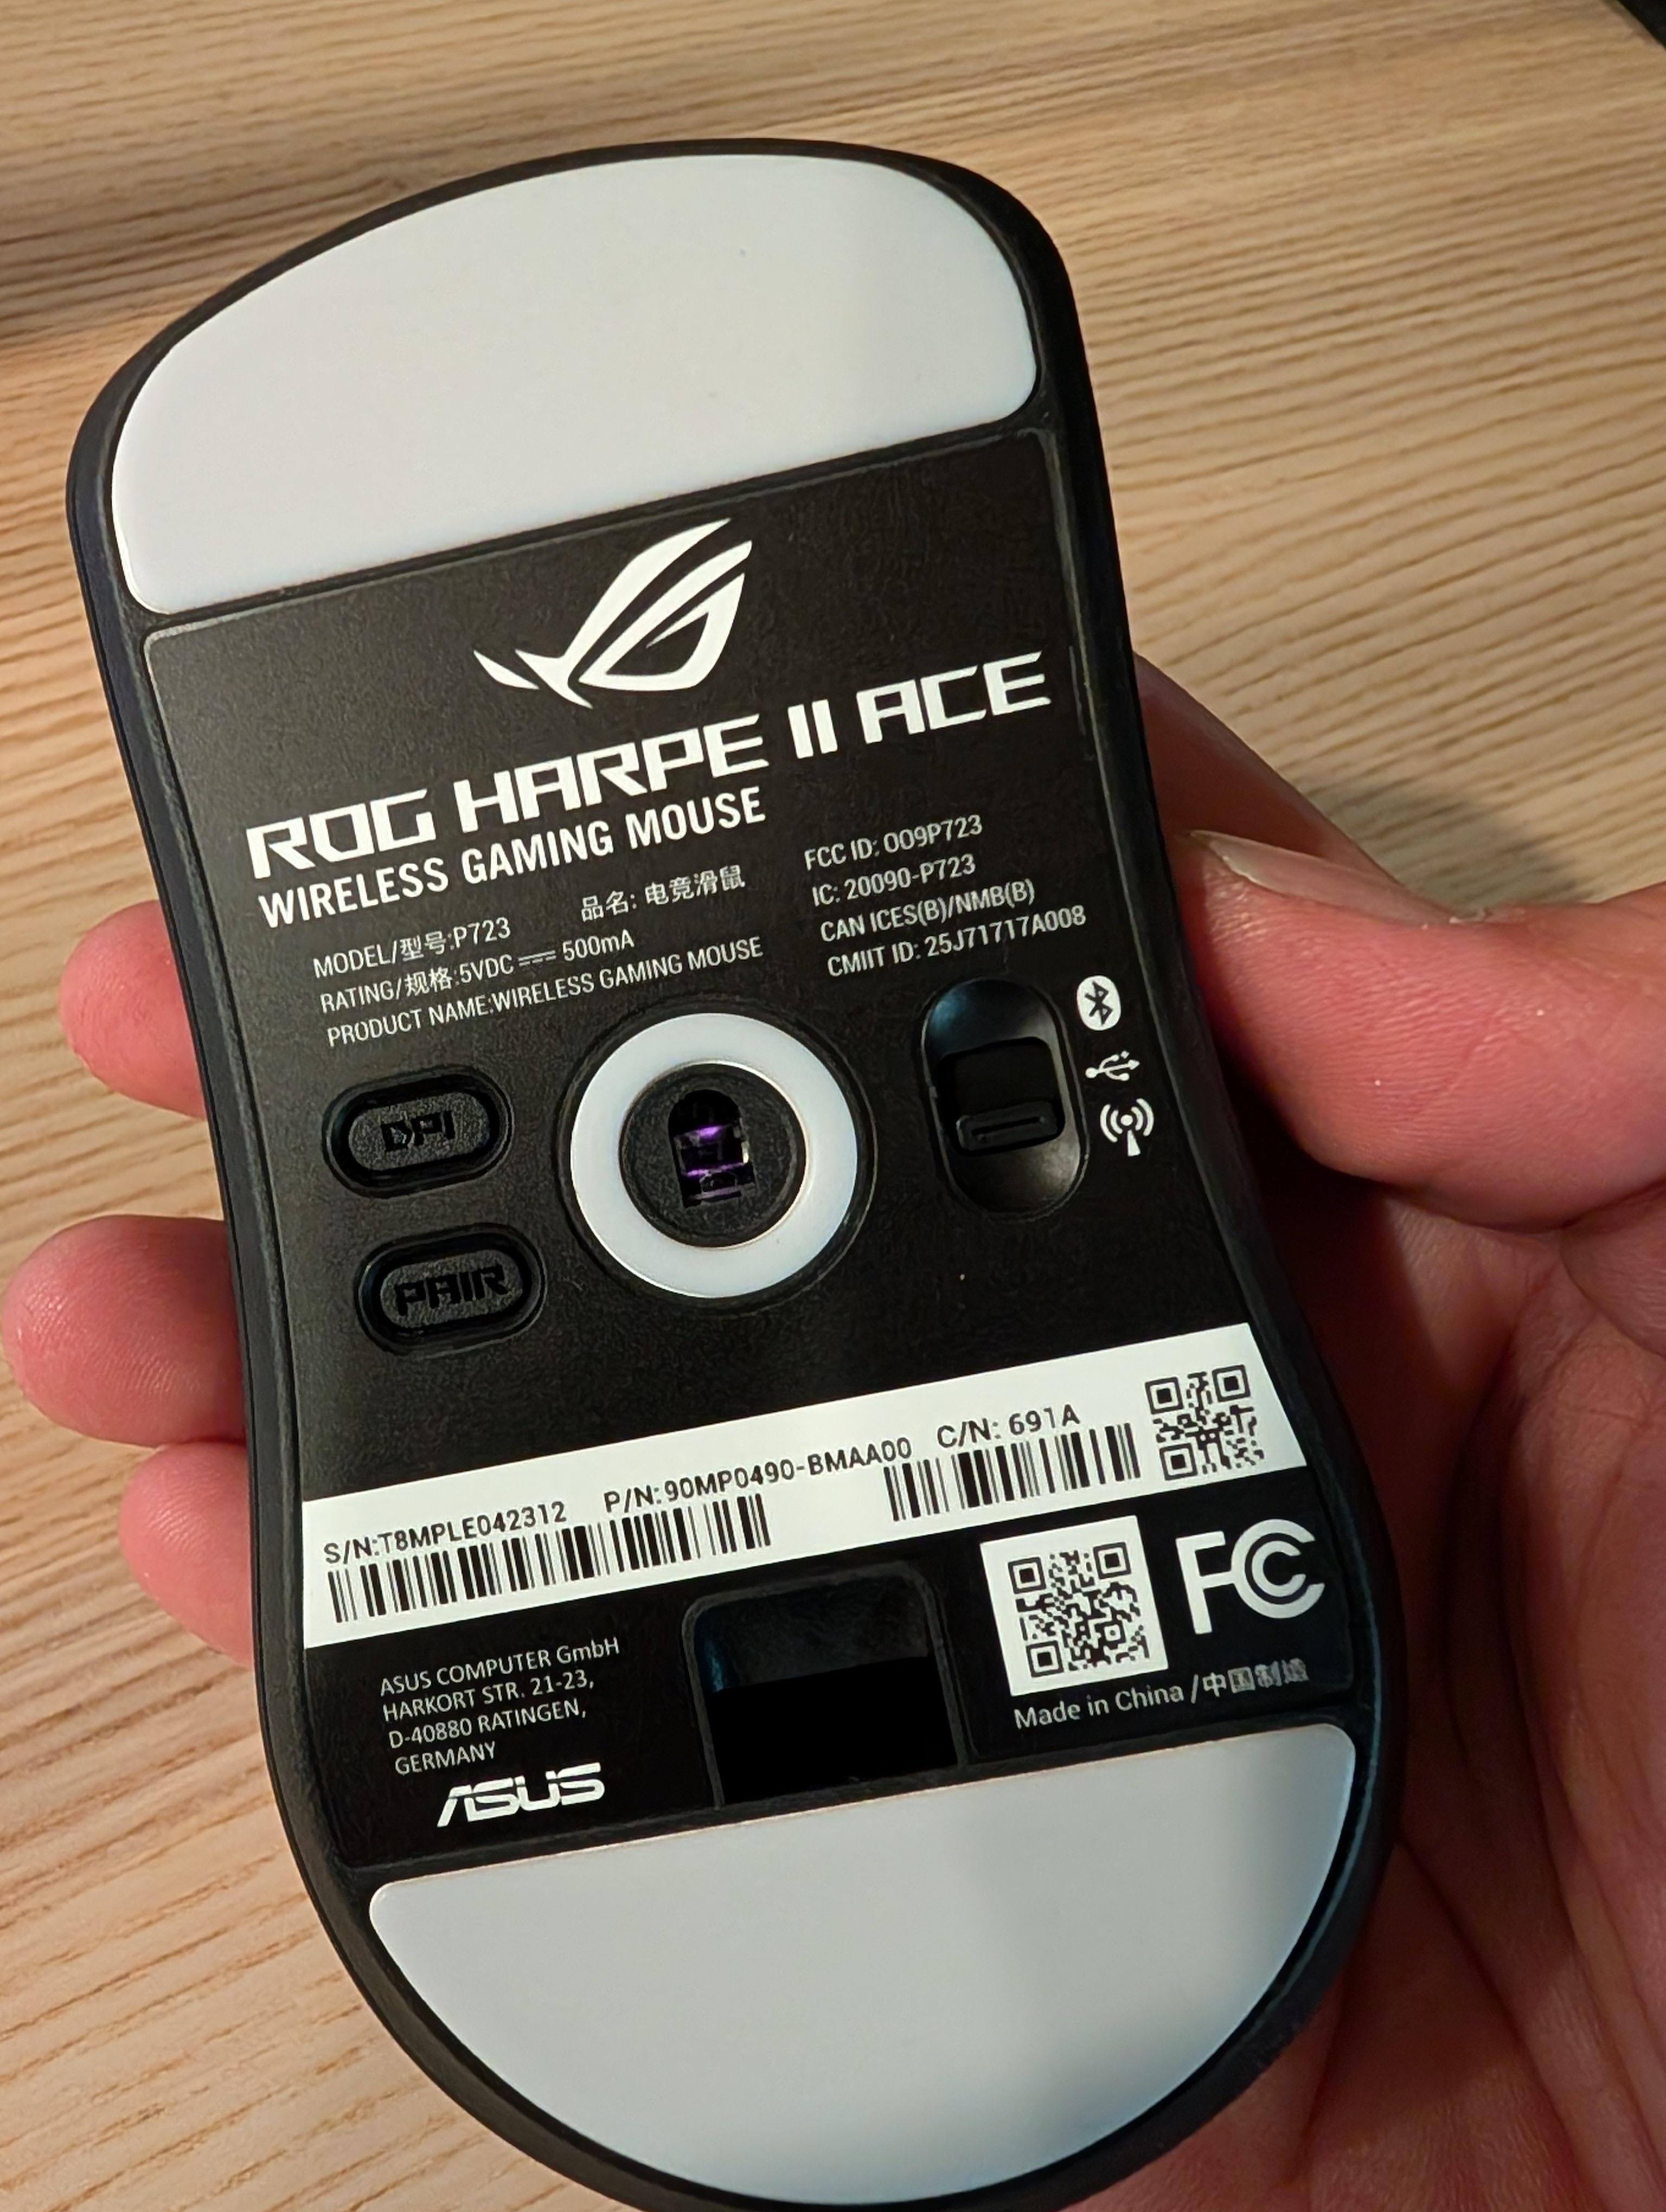 ROG HARPE II ACE
WIRELESS GAMING MOUSE
MODEL/型号:P723 品名: 电竞滑鼠
RATING/规格:5VDC ⎓ 500mA
PRODUCT NAME:WIRELESS GAMING MOUSE
FCC ID: O09P723
IC: 20090-P723
CAN ICES(B)/NMB(B)
CMIIT ID: 25J71717A008
DPI
PAIR
S/N:T8MPLE042312 P/N:90MP0490-BMAA00 C/N: 691A
ASUS COMPUTER GmbH
HARKORT STR. 21-23,
D-40880 RATINGEN,
GERMANY
ASUS
FC
Made in China /中国制造